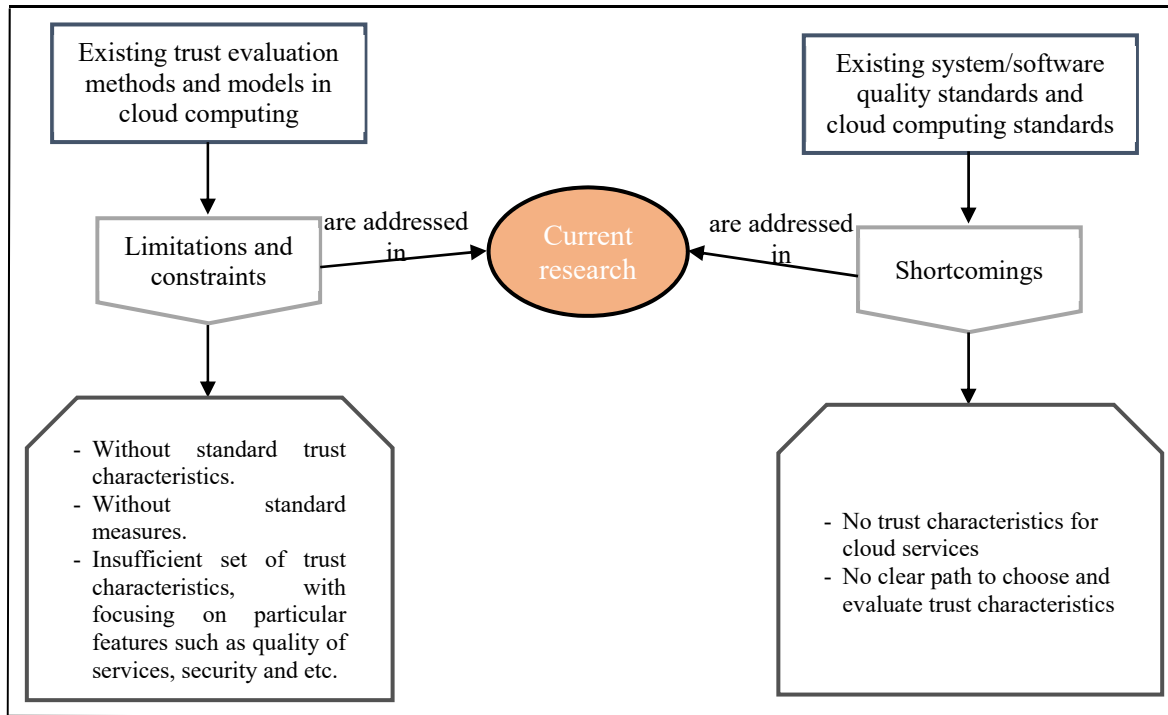 Existing trust evaluation
methods and models in
cloud computing
Existing system/software
quality standards and
cloud computing standards
Limitations and
constraints
are addressed
in
Current
research
are addressed
in
Shortcomings
- Without standard trust
characteristics.
- Without standard
measures.
- Insufficient set of trust
characteristics, with
focusing on particular
features such as quality of
services, security and etc.
- No trust characteristics for
cloud services
- No clear path to choose and
evaluate trust characteristics